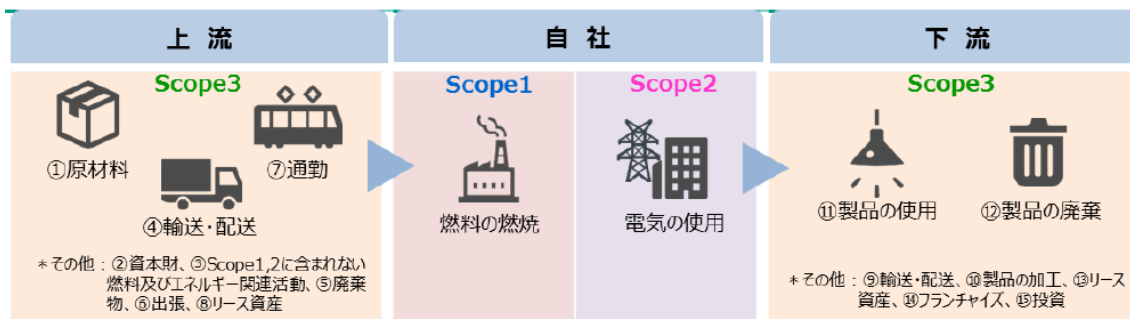 上 流
Scope3
①原材料
⑦通勤
④輸送・配送
＊その他：②資本財、③Scope1,2に含まれない
燃料及びエネルギー関連活動、⑤廃棄
物、⑥出張、⑧リース資産
自 社
Scope1
燃料の燃焼
Scope2
電気の使用
下 流
Scope3
⑪製品の使用
⑫製品の廃棄
＊その他：⑨輸送・配送、⑩製品の加工、⑬リース
資産、⑭フランチャイズ、⑮投資